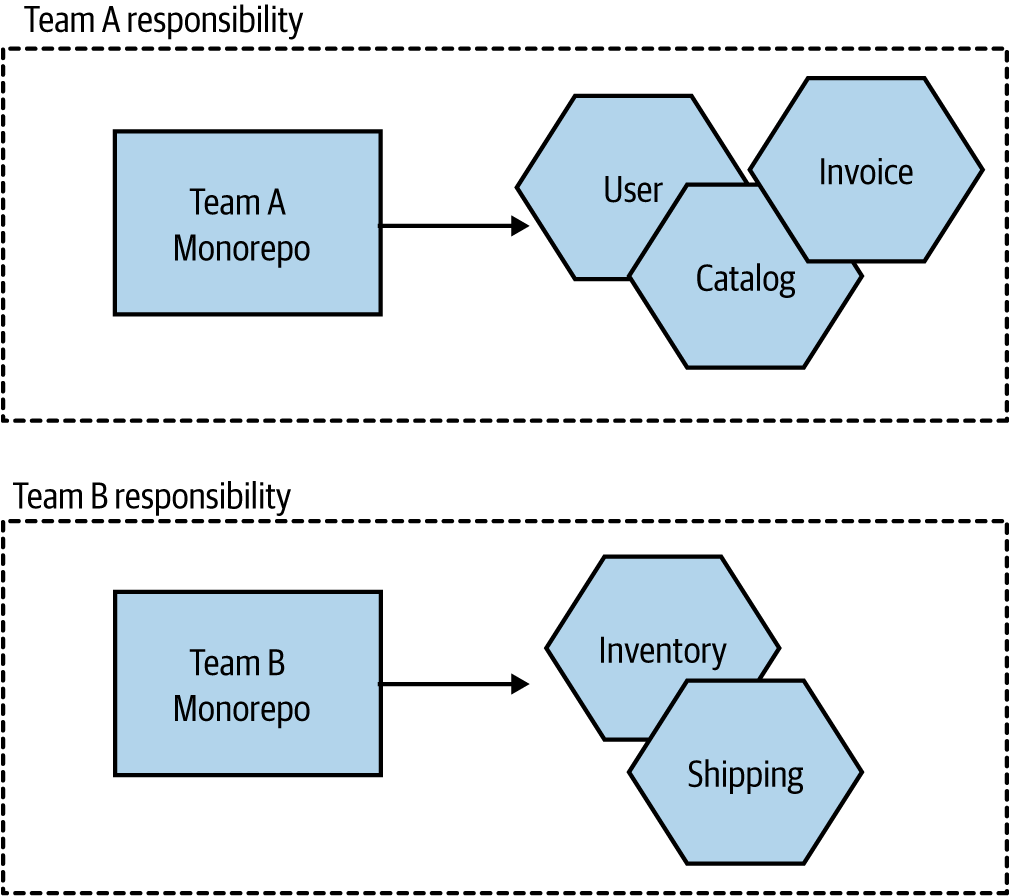 Team A responsibility
Team A
Monorepo
User
Catalog
Invoice
Team B responsibility
Team B
Monorepo
Inventory
Shipping